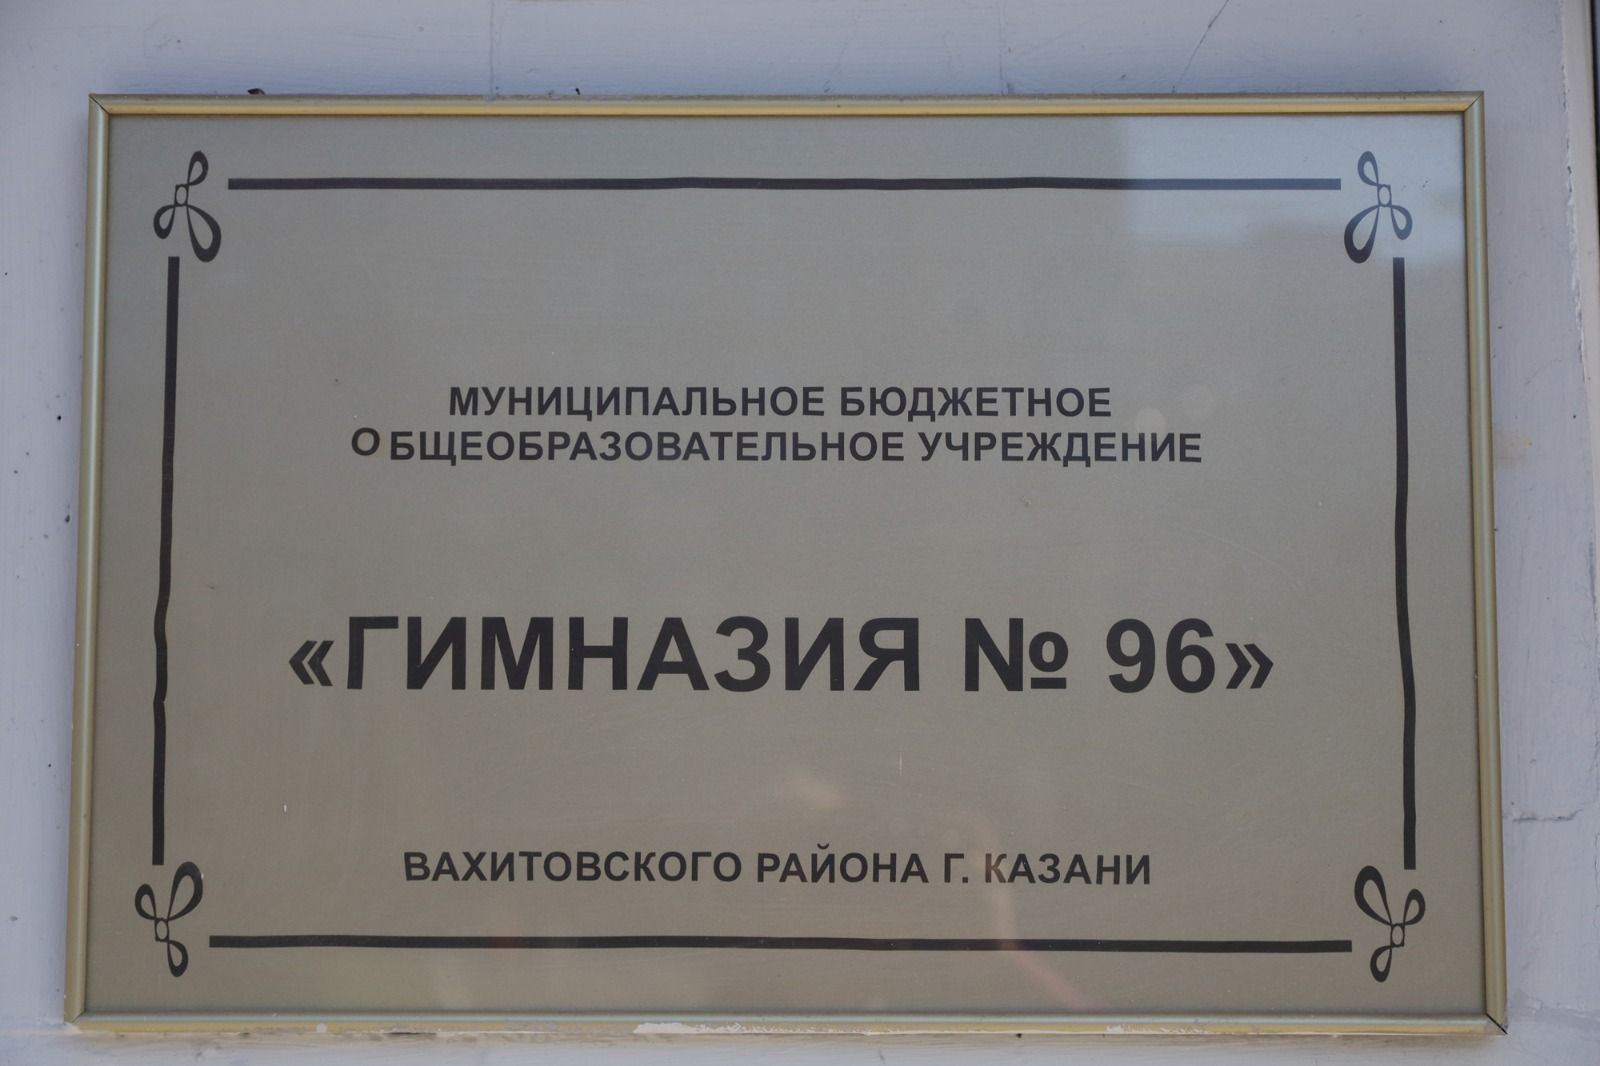 МУНИЦИПАЛЬНОЕ БЮДЖЕТНОЕ
ОБЩЕОБРАЗОВАТЕЛЬНОЕ УЧРЕЖДЕНИЕ
«ГИМНАЗИЯ № 96»
ВАХИТОВСКОГО РАЙОНА Г. КАЗАНИ